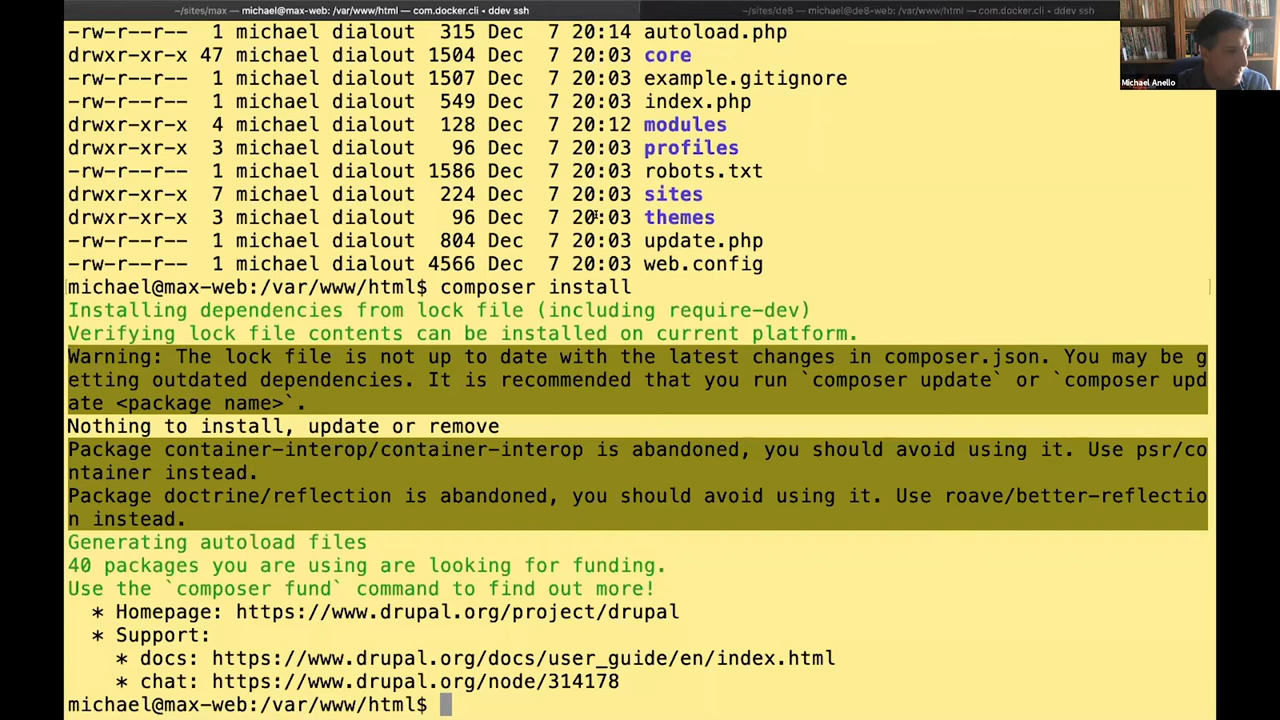 ~/sites/max — michael@max-web: /var/www/html — com.docker.cli • ddev ssh
~/sites/de8 — michael@de8-web: /var/www/html — com.docker.cli • ddev ssh
Michael Anello
-rw-r--r-- 1 michael dialout 315 Dec 7 20:14 autoload.php
drwxr-xr-x 47 michael dialout 1504 Dec 7 20:03 core
-rw-r--r-- 1 michael dialout 1507 Dec 7 20:03 example.gitignore
-rw-r--r-- 1 michael dialout 549 Dec 7 20:03 index.php
drwxr-xr-x 4 michael dialout 128 Dec 7 20:12 modules
drwxr-xr-x 3 michael dialout 96 Dec 7 20:03 profiles
-rw-r--r-- 1 michael dialout 1586 Dec 7 20:03 robots.txt
drwxr-xr-x 7 michael dialout 224 Dec 7 20:03 sites
drwxr-xr-x 3 michael dialout 96 Dec 7 20:03 themes
-rw-r--r-- 1 michael dialout 804 Dec 7 20:03 update.php
-rw-r--r-- 1 michael dialout 4566 Dec 7 20:03 web.config
michael@max-web:/var/www/html$ composer install
Installing dependencies from lock file (including require-dev)
Verifying lock file contents can be installed on current platform.
Warning: The lock file is not up to date with the latest changes in composer.json. You may be g
etting outdated dependencies. It is recommended that you run `composer update` or `composer upd
ate <package name>`.
Nothing to install, update or remove
Package container-interop/container-interop is abandoned, you should avoid using it. Use psr/co
ntainer instead.
Package doctrine/reflection is abandoned, you should avoid using it. Use roave/better-reflectio
n instead.
Generating autoload files
40 packages you are using are looking for funding.
Use the `composer fund` command to find out more!
* Homepage: https://www.drupal.org/project/drupal
* Support:
* docs: https://www.drupal.org/docs/user_guide/en/index.html
* chat: https://www.drupal.org/node/314178
michael@max-web:/var/www/html$